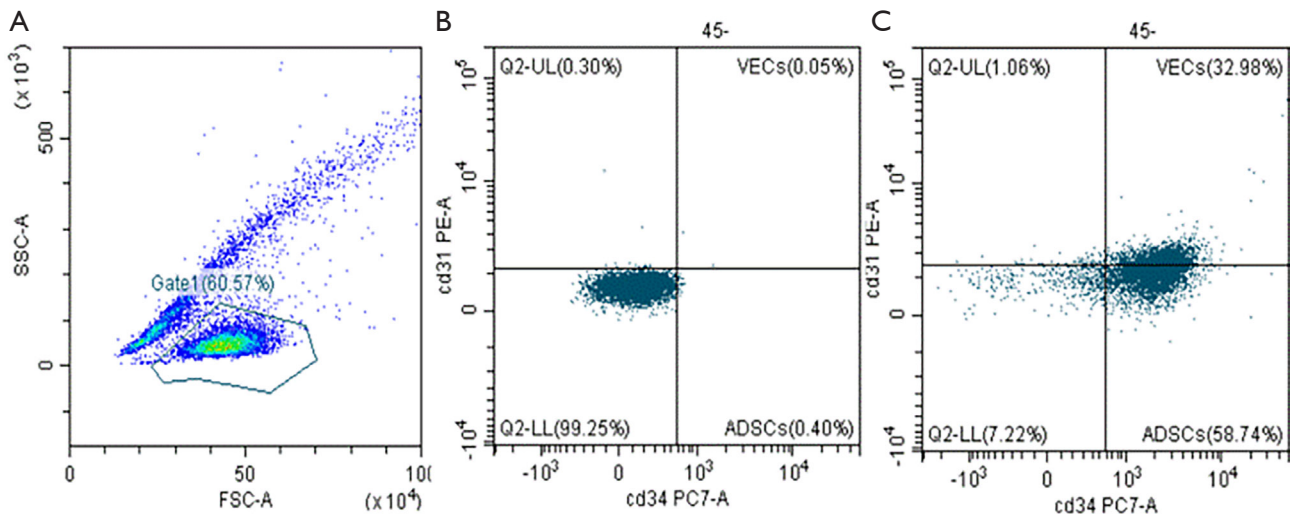 A
(x 10³)
SSC-A
500
0
Gate1(60.57%)
0
50
FSC-A
(x 10⁴)
B
45-
Q2-UL(0.30%)
VECs(0.05%)
cd31 PE-A
10⁵
10⁴
0
-10⁴
Q2-LL(99.25%)
ADSCs(0.40%)
-10³
0
10³
10⁴
cd34 PC7-A
C
45-
Q2-UL(1.06%)
VECs(32.98%)
cd31 PE-A
10⁵
10⁴
0
-10⁴
Q2-LL(7.22%)
ADSCs(58.74%)
-10³
0
10³
10⁴
cd34 PC7-A